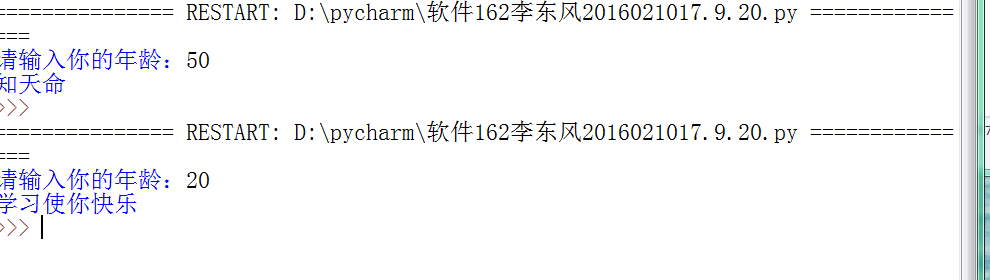 =============== RESTART: D:\pycharm\软件162李东风2016021017.9.20.py ============
===
请输入你的年龄：50
知天命
>>>
=============== RESTART: D:\pycharm\软件162李东风2016021017.9.20.py ============
===
请输入你的年龄：20
学习使你快乐
>>>